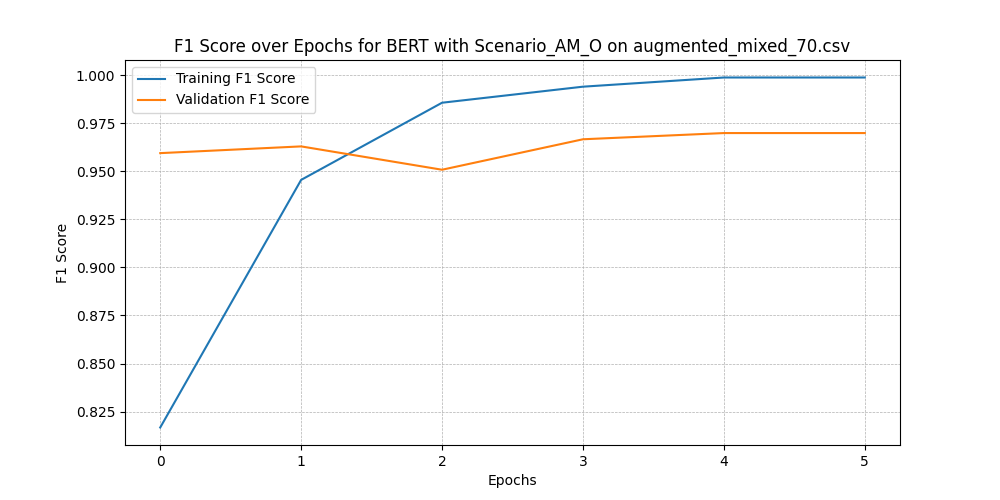 F1 Score over Epochs for BERT with Scenario_AM_O on augmented_mixed_70.csv
Training F1 Score
Validation F1 Score
F1 Score
1.000
0.975
0.950
0.925
0.900
0.875
0.850
0.825
0 1 2 3 4 5
Epochs